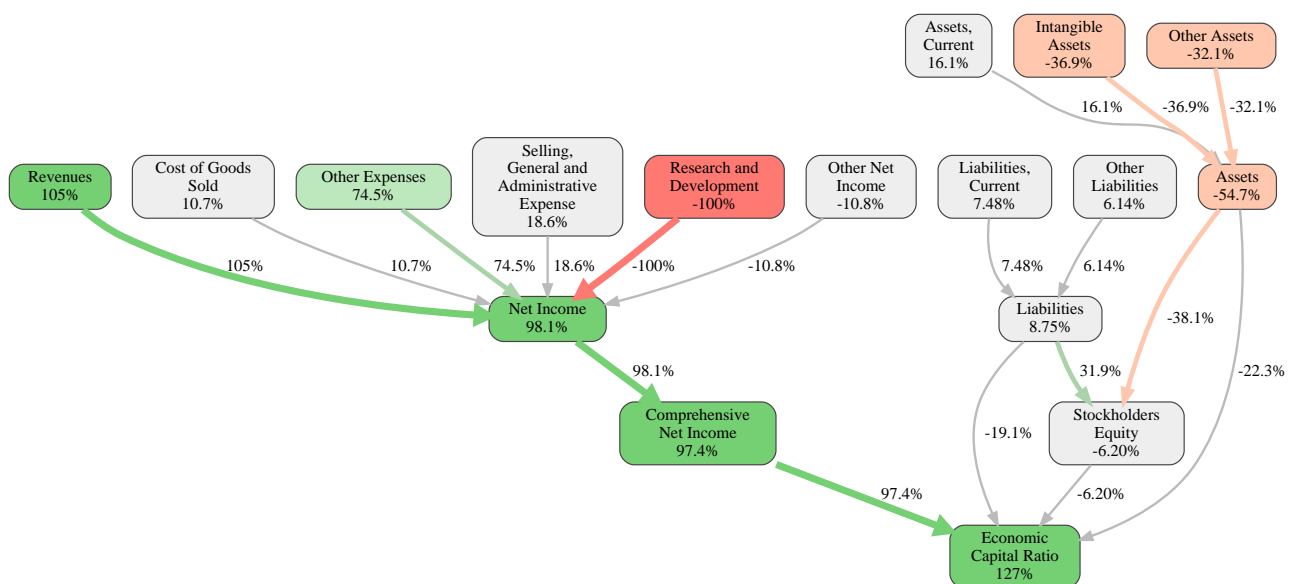 Assets,
Current
16.1%
Intangible
Assets
-36.9%
Other Assets
-32.1%
16.1%
-36.9%
-32.1%
Revenues
105%
Cost of Goods
Sold
10.7%
Other Expenses
74.5%
Selling,
General and
Administrative
Expense
18.6%
Research and
Development
-100%
Other Net
Income
-10.8%
Liabilities,
Current
7.48%
Other
Liabilities
6.14%
Assets
-54.7%
105%
10.7%
74.5%
18.6%
-100%
-10.8%
7.48%
6.14%
Net Income
98.1%
Liabilities
8.75%
-38.1%
98.1%
31.9%
-22.3%
Comprehensive
Net Income
97.4%
Stockholders
Equity
-6.20%
-19.1%
97.4%
-6.20%
Economic
Capital Ratio
127%